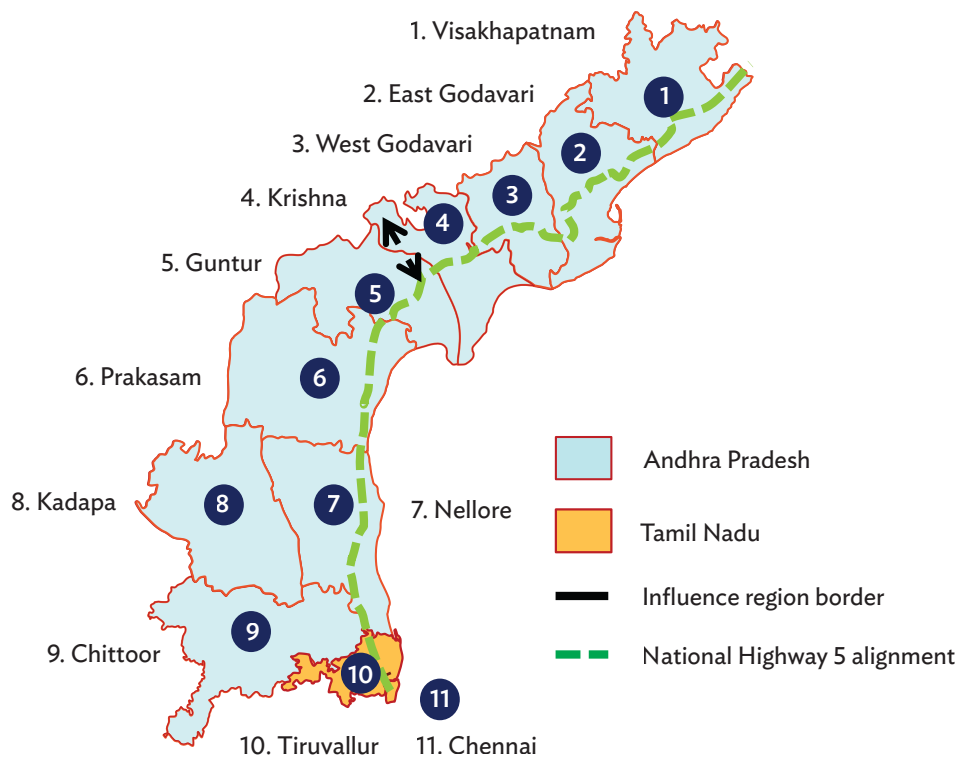 1. Visakhapatnam
1
2. East Godavari
2
3. West Godavari
3
4. Krishna
4
5. Guntur
5
6. Prakasam
6
Andhra Pradesh
8. Kadapa
8
7
7. Nellore
Tamil Nadu
Influence region border
9. Chittoor
9
National Highway 5 alignment
10
11
10. Tiruvallur
11. Chennai